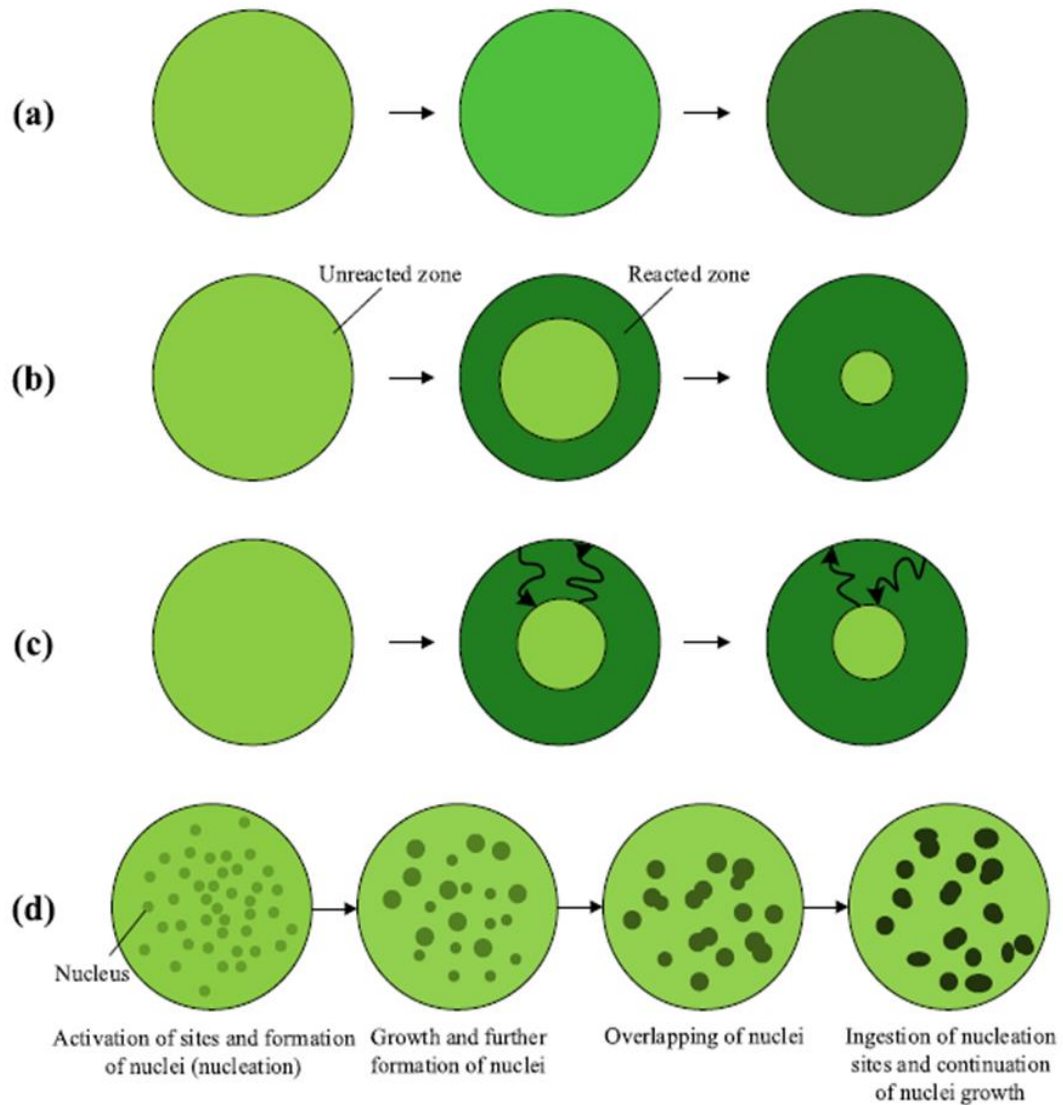 (a)
Unreacted zone
Reacted zone
(b)
(c)
(d)
Nucleus
Activation of sites and formation
of nuclei (nucleation)
Growth and further
formation of nuclei
Overlapping of nuclei
Ingestion of nucleation
sites and continuation
of nuclei growth